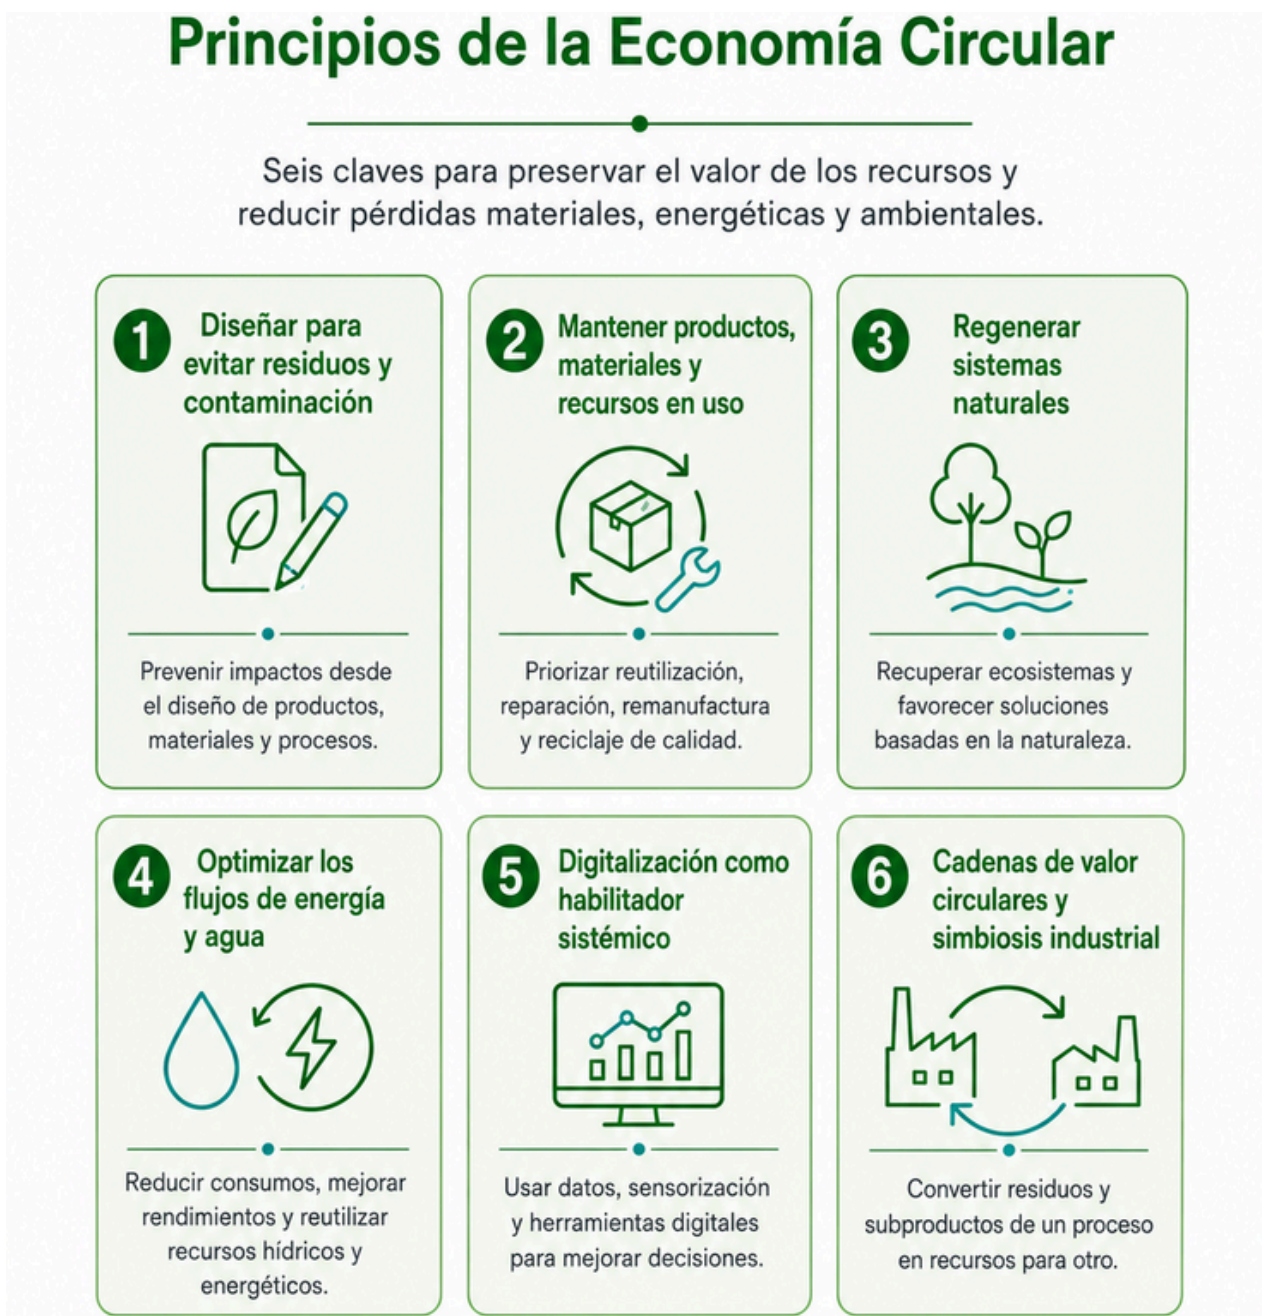 Principios de la Economía Circular
Seis claves para preservar el valor de los recursos y
reducir pérdidas materiales, energéticas y ambientales.
1
Diseñar para
evitar residuos y
contaminación
Prevenir impactos desde
el diseño de productos,
materiales y procesos.
2
Mantener productos,
materiales y
recursos en uso
Priorizar reutilización,
reparación, remanufactura
y reciclaje de calidad.
3
Regenerar
sistemas
naturales
Recuperar ecosistemas y
favorecer soluciones
basadas en la naturaleza.
4
Optimizar los
flujos de energía
y agua
Reducir consumos, mejorar
rendimientos y reutilizar
recursos hídricos y
energéticos.
5
Digitalización como
habilitador
sistémico
Usar datos, sensorización
y herramientas digitales
para mejorar decisiones.
6
Cadenas de valor
circulares y
simbiosis industrial
Convertir residuos y
subproductos de un proceso
en recursos para otro.